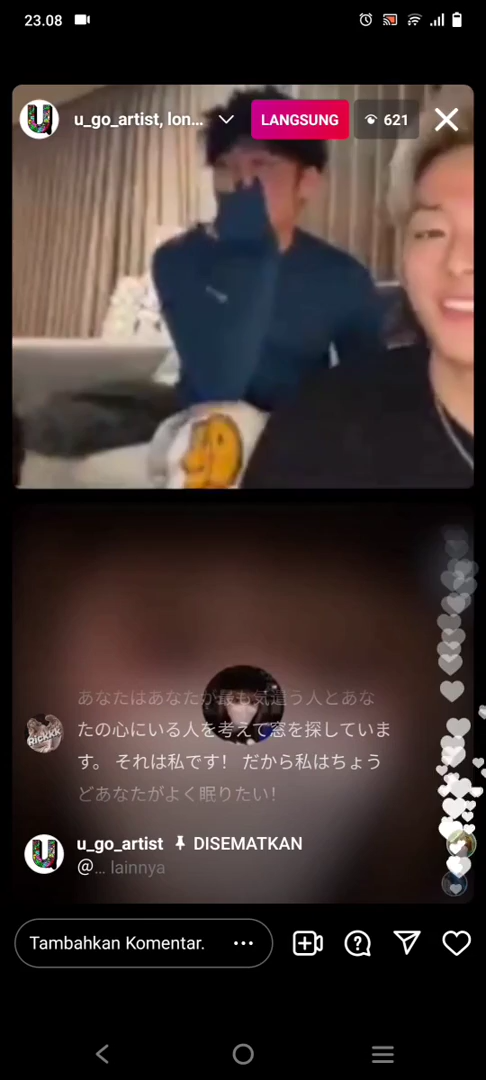 23.08
u_go_artist, lon...
LANGSUNG
621
あなたはあなたが最も気遣う人とあな
たの心にいる人を考えて窓を探していま
す。 それは私です！ だから私はちょう
どあなたがよく眠りたい！
RICKKK
u_go_artist DISEMATKAN
@... lainnya
Tambahkan Komentar.